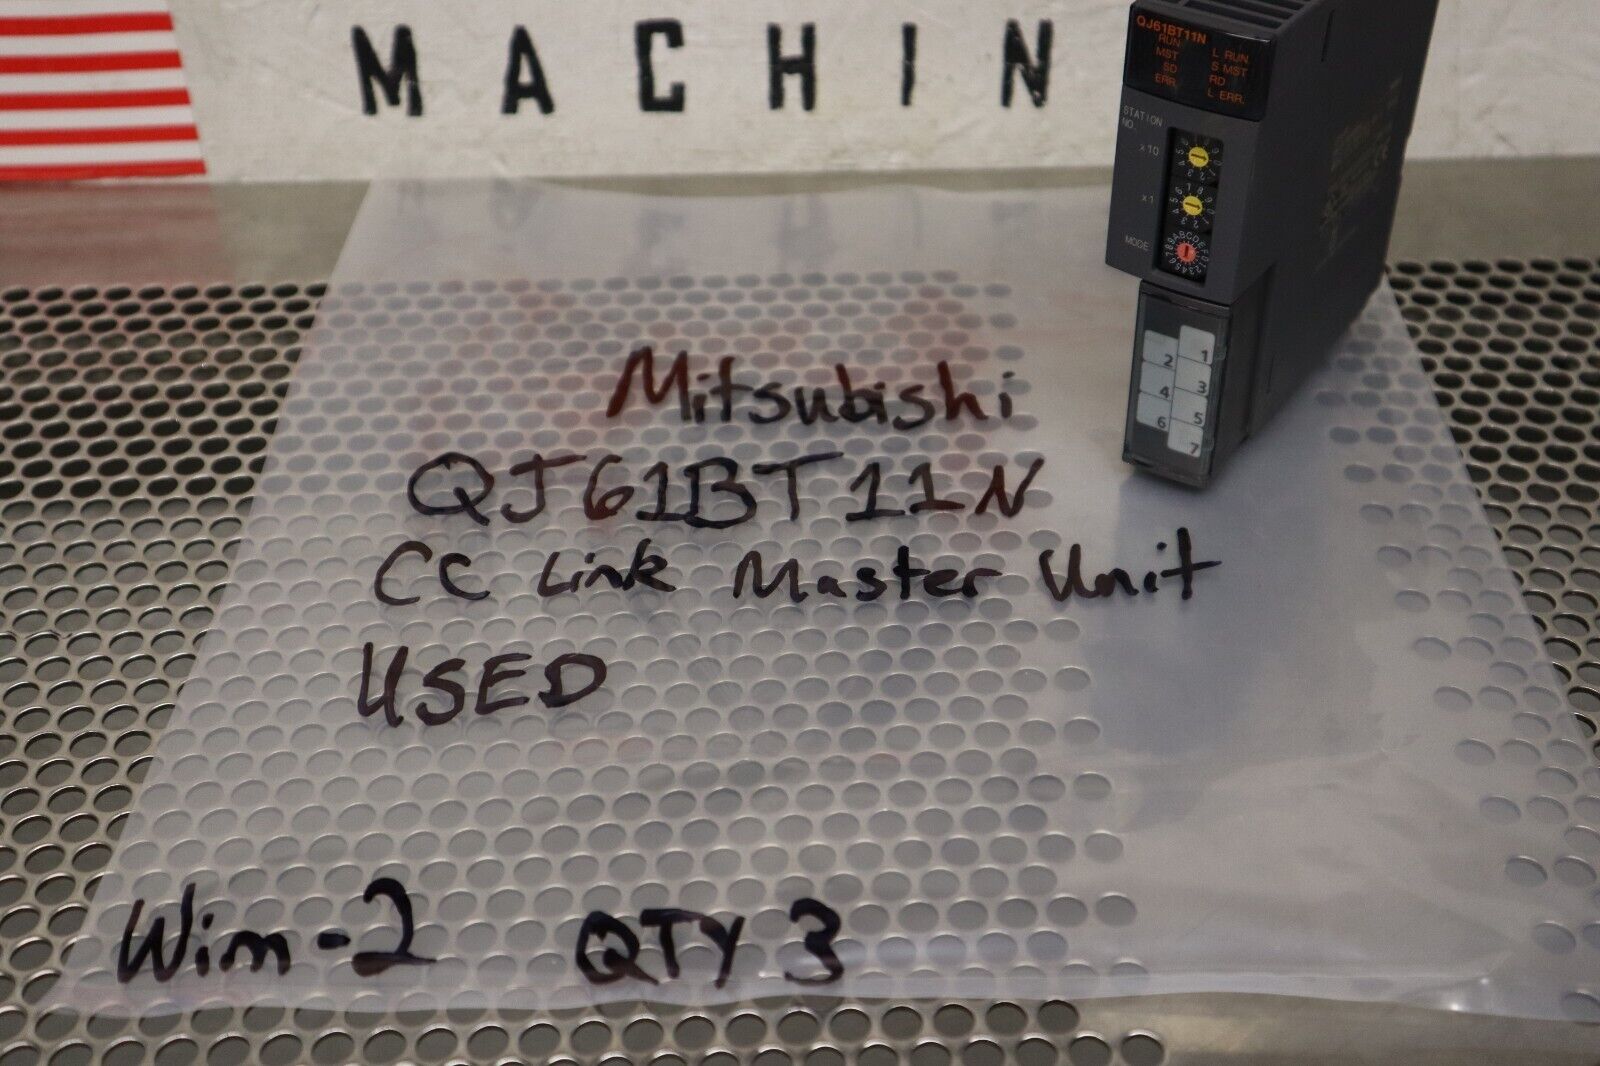 MACHIN
QJ61BT11N
RUN L RUN
MST S MST
SD RD
ERR. L ERR.
STATION NO.
x10
x1
MODE
1
2
3
4
5
6
7
Mitsubishi
QJ61BT11N
CC Link Master Unit
USED
Wim-2 QTY 3